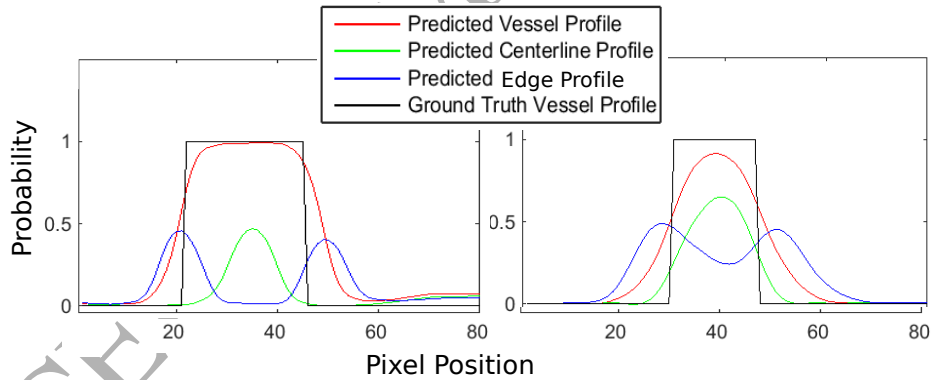 Predicted Vessel Profile
Predicted Centerline Profile
Predicted Edge Profile
Ground Truth Vessel Profile
Probability
1
0.5
0
20
40
60
80
1
0.5
0
20
40
60
80
Pixel Position